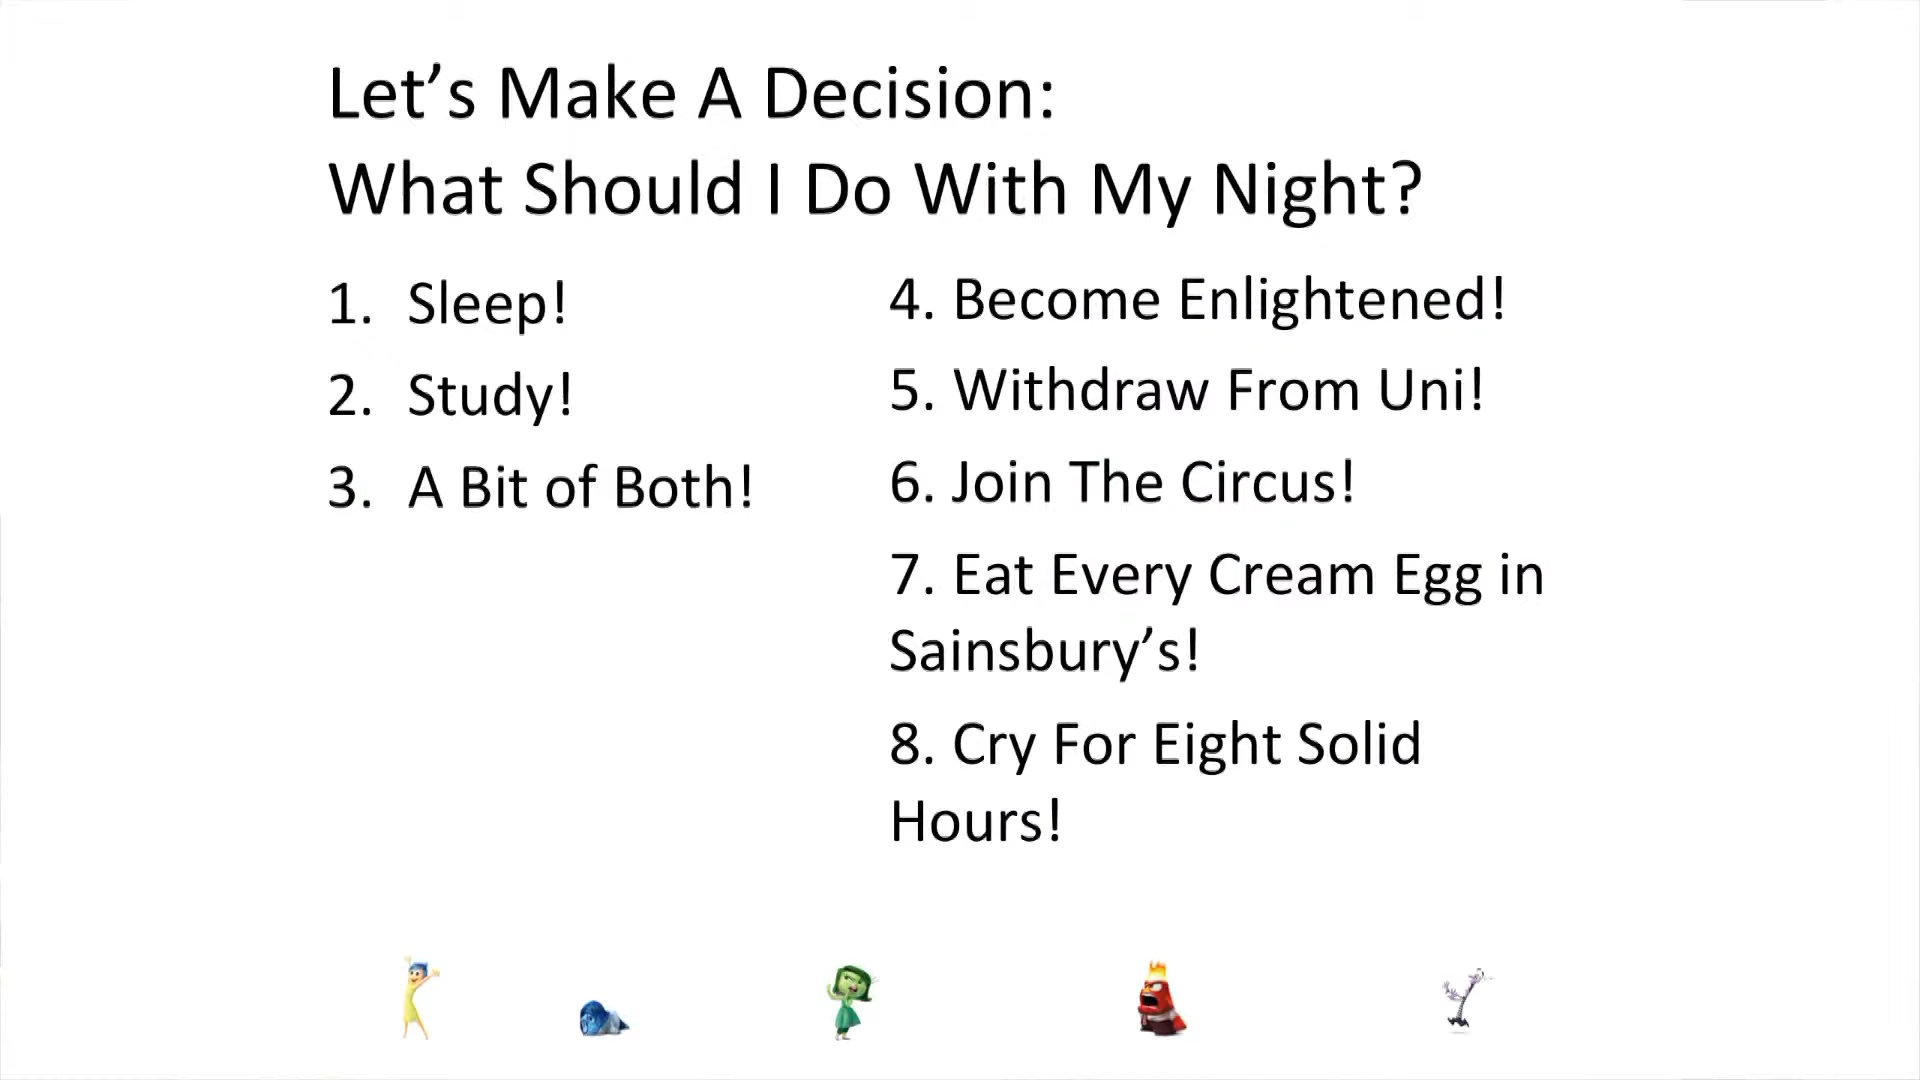 Let’s Make A Decision:
What Should I Do With My Night?
1. Sleep!
2. Study!
3. A Bit of Both!
4. Become Enlightened!
5. Withdraw From Uni!
6. Join The Circus!
7. Eat Every Cream Egg in
Sainsbury’s!
8. Cry For Eight Solid
Hours!